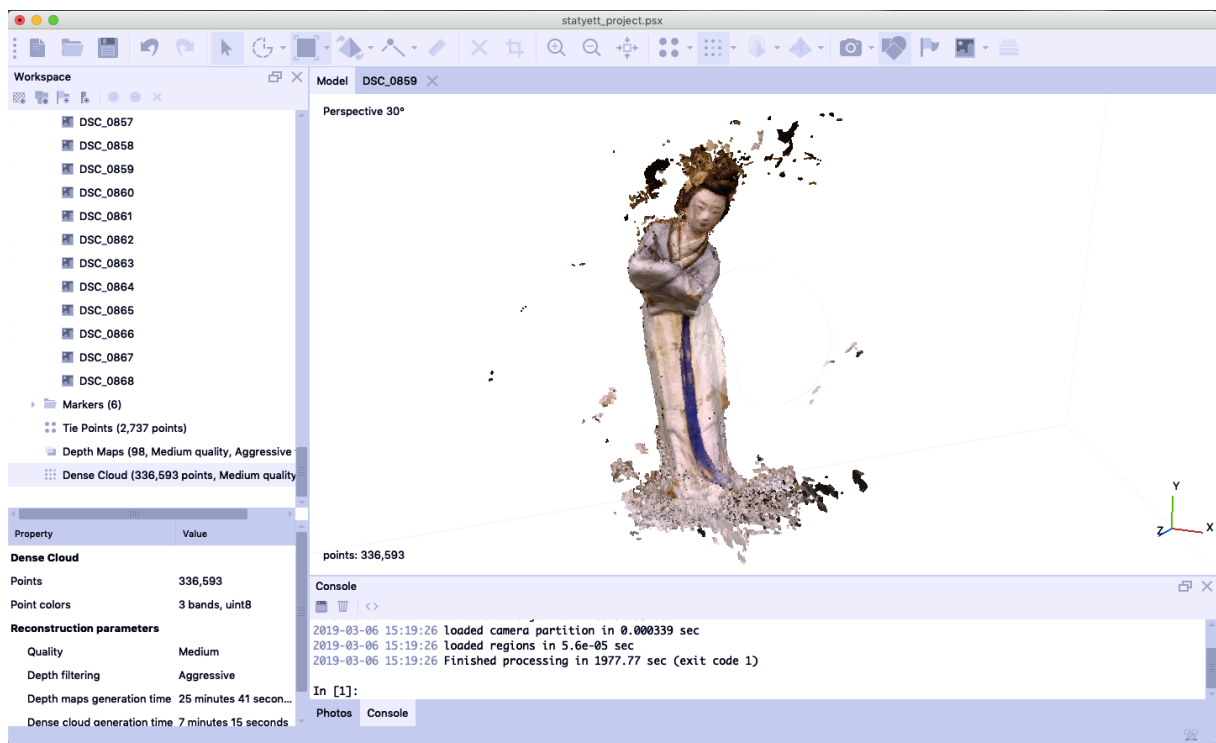 statyett_project.psx
Workspace
DSC_0857
DSC_0858
DSC_0859
DSC_0860
DSC_0861
DSC_0862
DSC_0863
DSC_0864
DSC_0865
DSC_0866
DSC_0867
DSC_0868
Markers (6)
Tie Points (2,737 points)
Depth Maps (98, Medium quality, Aggressive
Dense Cloud (336,593 points, Medium quality
Property Value
Dense Cloud
Points 336,593
Point colors 3 bands, uint8
Reconstruction parameters
Quality Medium
Depth filtering Aggressive
Depth maps generation time 25 minutes 41 secon...
Dense cloud generation time 7 minutes 15 seconds
Model DSC_0859
Perspective 30°
Y
Z X
points: 336,593
Console
2019-03-06 15:19:26 loaded camera partition in 0.000339 sec
2019-03-06 15:19:26 loaded regions in 5.6e-05 sec
2019-03-06 15:19:26 Finished processing in 1977.77 sec (exit code 1)
In [1]:
Photos Console